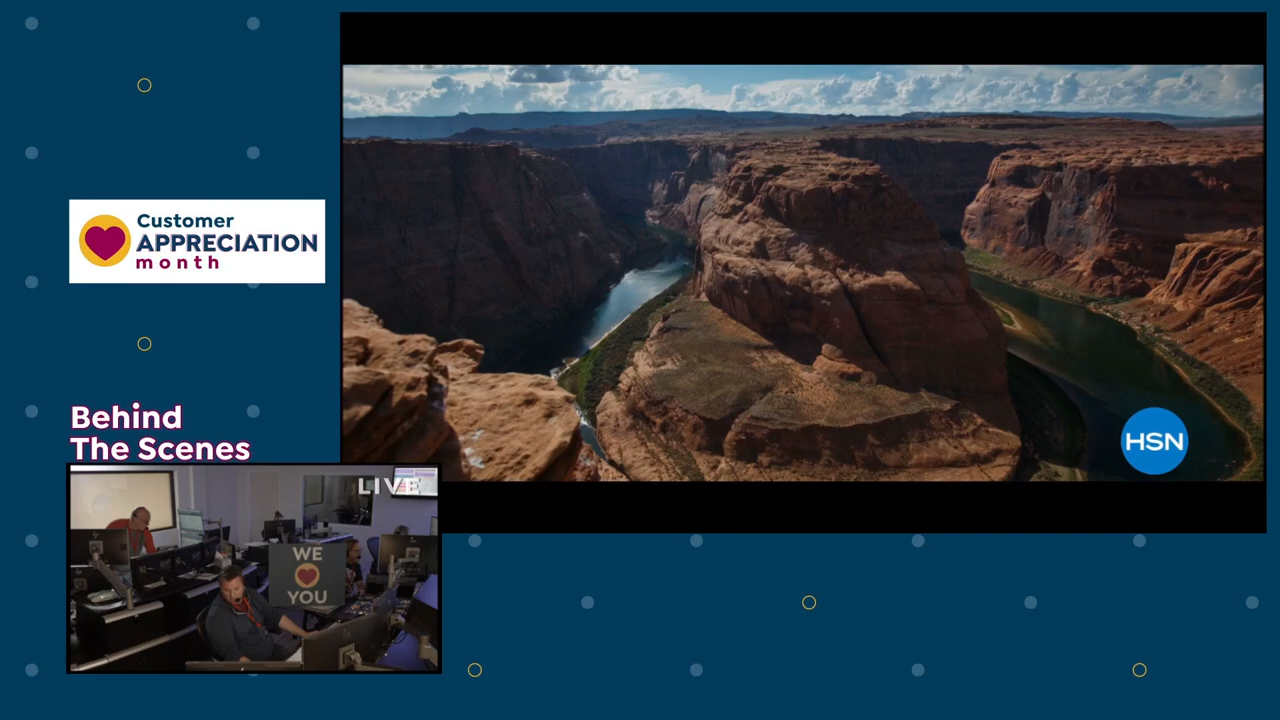 Customer
APPRECIATION
month
HSN
Behind
The Scenes
LIVE
WE
YOU